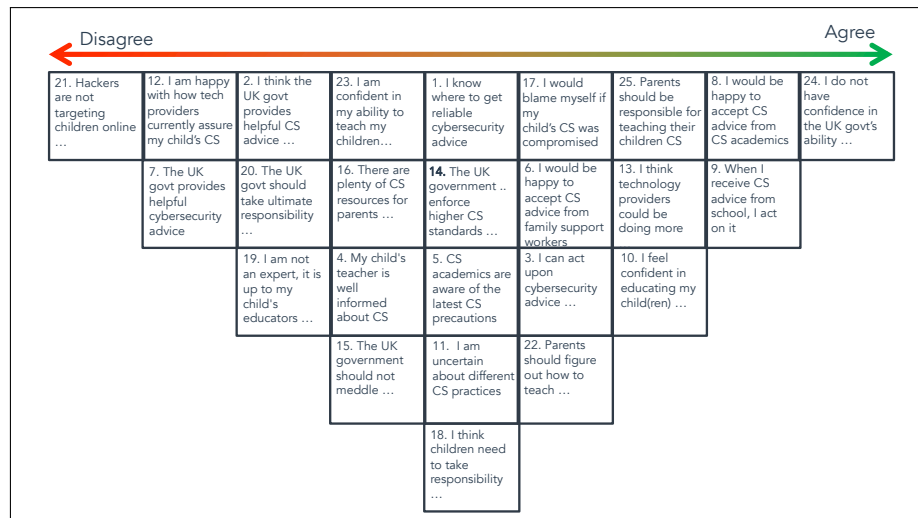 Disagree
Agree
21. Hackers
are not
targeting
children online
…
12. I am happy
with how tech
providers
currently assure
my child's CS
2. I think the
UK govt
provides
helpful CS
advice …
23. I am
confident in
my ability to
teach my
children…
1. I know
where to get
reliable
cybersecurity
advice
17. I would
blame myself if
my
child's CS was
compromised
25. Parents
should be
responsible for
teaching their
children CS
8. I would be
happy to
accept CS
advice from
CS academics
24. I do not
have
confidence in
the UK govt's
ability …
7. The UK
govt provides
helpful
cybersecurity
advice
20. The UK
govt should
take ultimate
responsibility
…
16. There are
plenty of CS
resources for
parents …
14. The UK
government ..
enforce
higher CS
standards …
6. I would be
happy to
accept CS
advice from
family support
workers
13. I think
technology
providers
could be
doing more
9. When I
receive CS
advice from
school, I act
on it
19. I am not
an expert, it is
up to my
child's
educators …
4. My child's
teacher is
well
informed
about CS
5. CS
academics are
aware of the
latest CS
precautions
3. I can act
upon
cybersecurity
advice …
10. I feel
confident in
educating my
child(ren) …
15. The UK
government
should not
meddle …
11. I am
uncertain
about different
CS practices
22. Parents
should figure
out how to
teach …
18. I think
children need
to take
responsibility
…